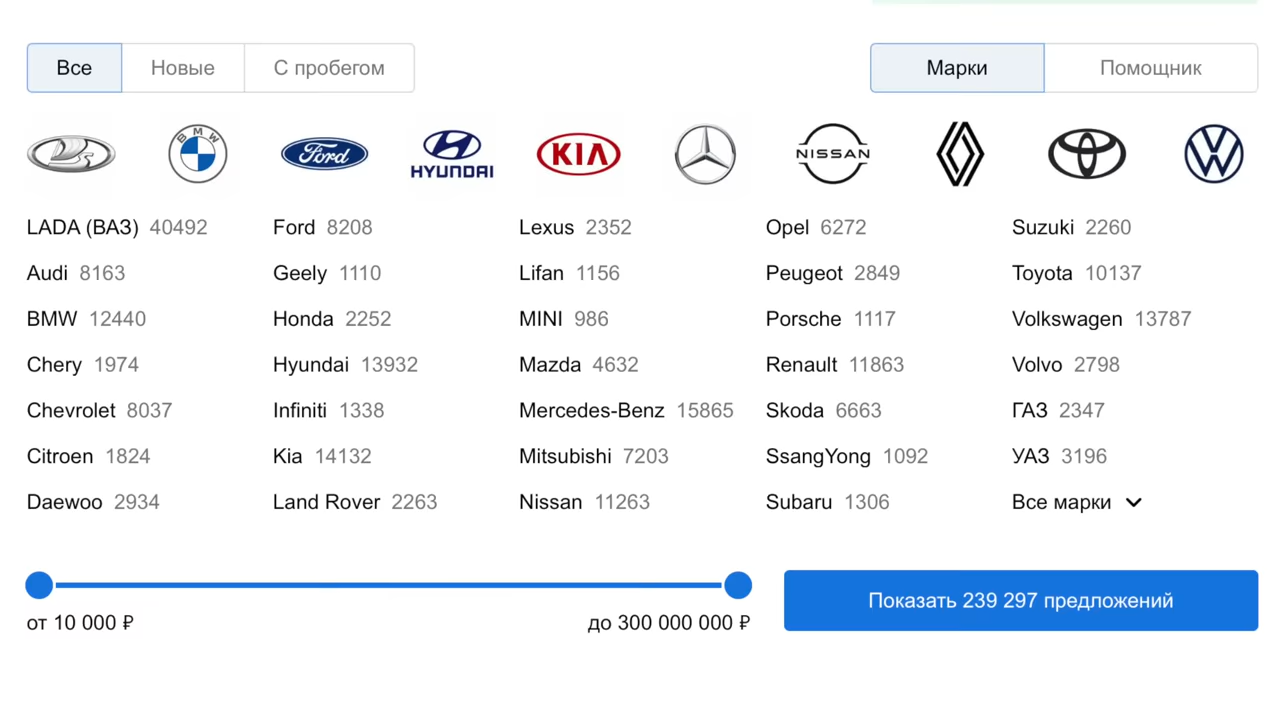 Все Новые С пробегом Марки Помощник
BMW Ford HYUNDAI KIA NISSAN
LADA (ВАЗ) 40492 Ford 8208 Lexus 2352 Opel 6272 Suzuki 2260
Audi 8163 Geely 1110 Lifan 1156 Peugeot 2849 Toyota 10137
BMW 12440 Honda 2252 MINI 986 Porsche 1117 Volkswagen 13787
Chery 1974 Hyundai 13932 Mazda 4632 Renault 11863 Volvo 2798
Chevrolet 8037 Infiniti 1338 Mercedes-Benz 15865 Skoda 6663 ГАЗ 2347
Citroen 1824 Kia 14132 Mitsubishi 7203 SsangYong 1092 УАЗ 3196
Daewoo 2934 Land Rover 2263 Nissan 11263 Subaru 1306 Все марки
Показать 239 297 предложений
от 10 000 ₽ до 300 000 000 ₽